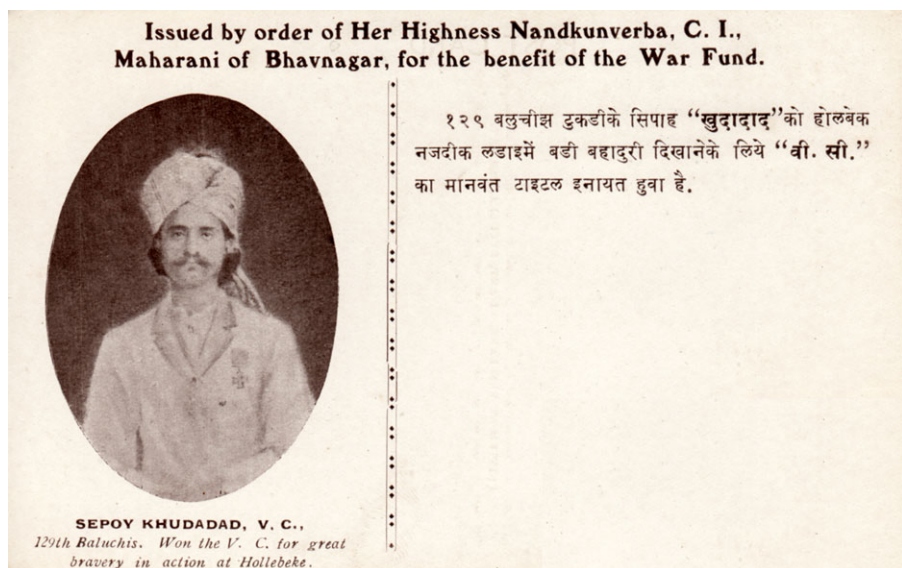 Issued by order of Her Highness Nandkunverba, C. I.,
Maharani of Bhavnagar, for the benefit of the War Fund.
१२९ बलुचीझ टुकडीके सिपाह “खुदादाद”को होलबेक
नजदीक लडाइमें बडी बहादुरी दिखानेके लिये “वी. सी.”
का मानवंत टाइटल इनायत हुवा है.
SEPOY KHUDADAD, V. C.,
129th Baluchis. Won the V. C. for great
bravery in action at Hollebeke.